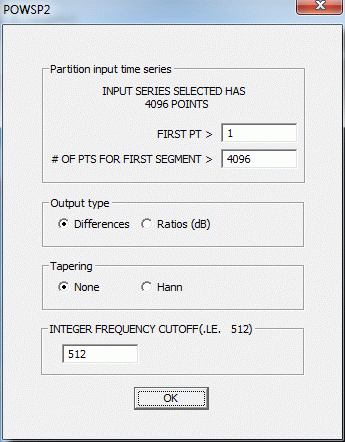 POWSP2
Partition input time series
INPUT SERIES SELECTED HAS
4096 POINTS
FIRST PT > 1
# OF PTS FOR FIRST SEGMENT > 4096
Output type
Differences Ratios (dB)
Tapering
None Hann
INTEGER FREQUENCY CUTOFF(.LE. 512)
512
OK